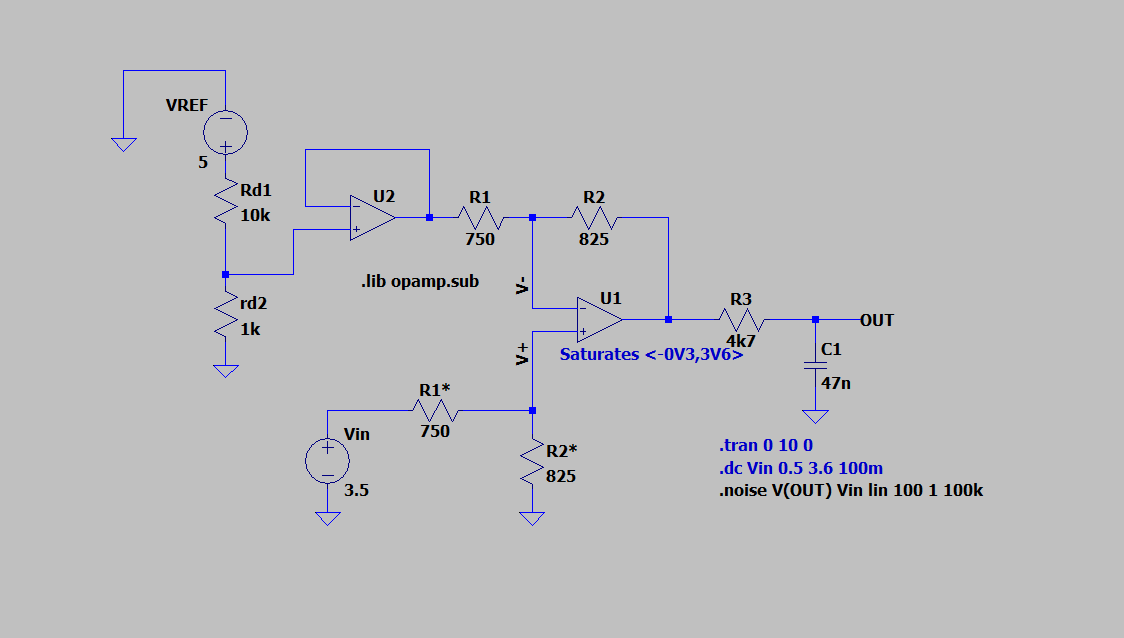 VREF
5
Rd1
10k
rd2
1k
U2
R1
750
R2
825
.lib opamp.sub
V-
U1
V+
Saturates <-0V3,3V6>
R3
4k7
OUT
C1
47n
R1*
750
Vin
3.5
R2*
825
.tran 0 10 0
.dc Vin 0.5 3.6 100m
.noise V(OUT) Vin lin 100 1 100k